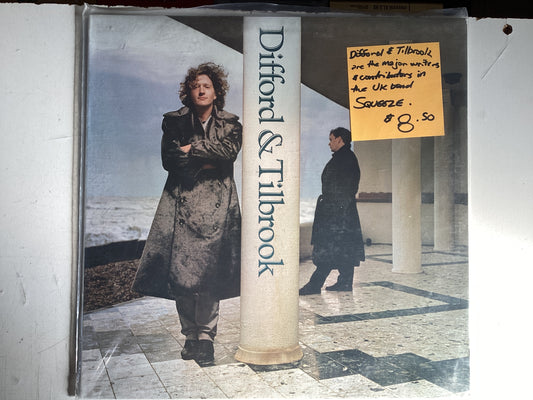 Difford & Tilbrook
Difford & Tilbrook
are the major writers
& contributors in
the UK band
SQUEEZE.
$8.50